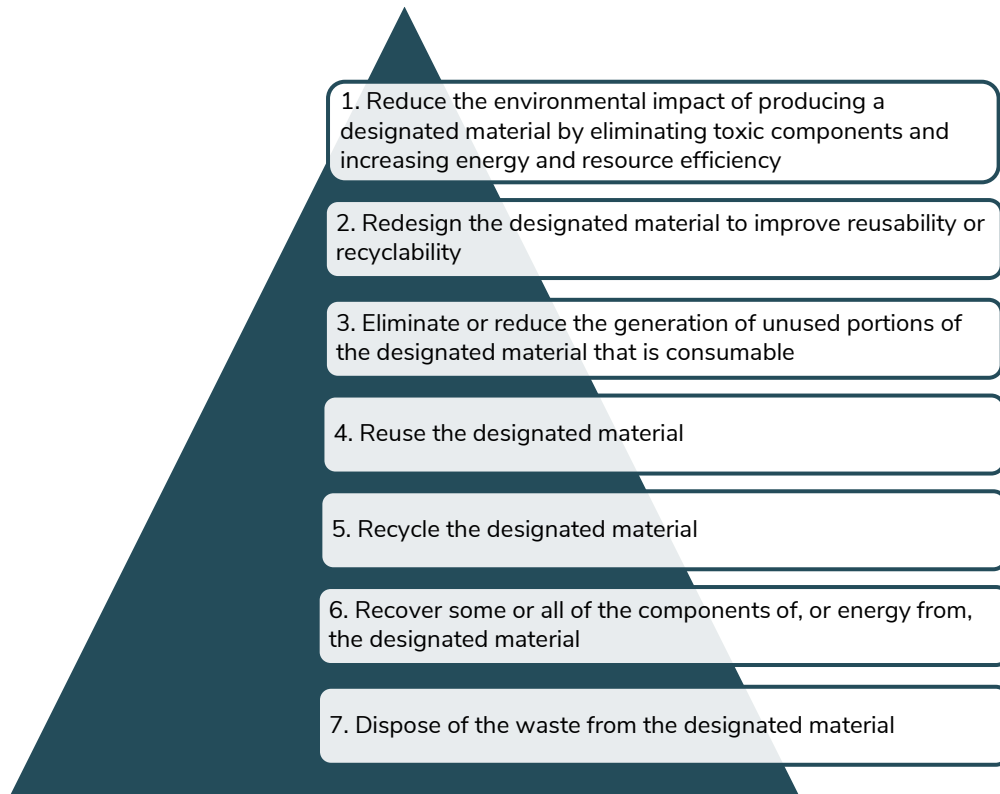 1. Reduce the environmental impact of producing a
designated material by eliminating toxic components and
increasing energy and resource efficiency
2. Redesign the designated material to improve reusability or
recyclability
3. Eliminate or reduce the generation of unused portions of
the designated material that is consumable
4. Reuse the designated material
5. Recycle the designated material
6. Recover some or all of the components of, or energy from,
the designated material
7. Dispose of the waste from the designated material